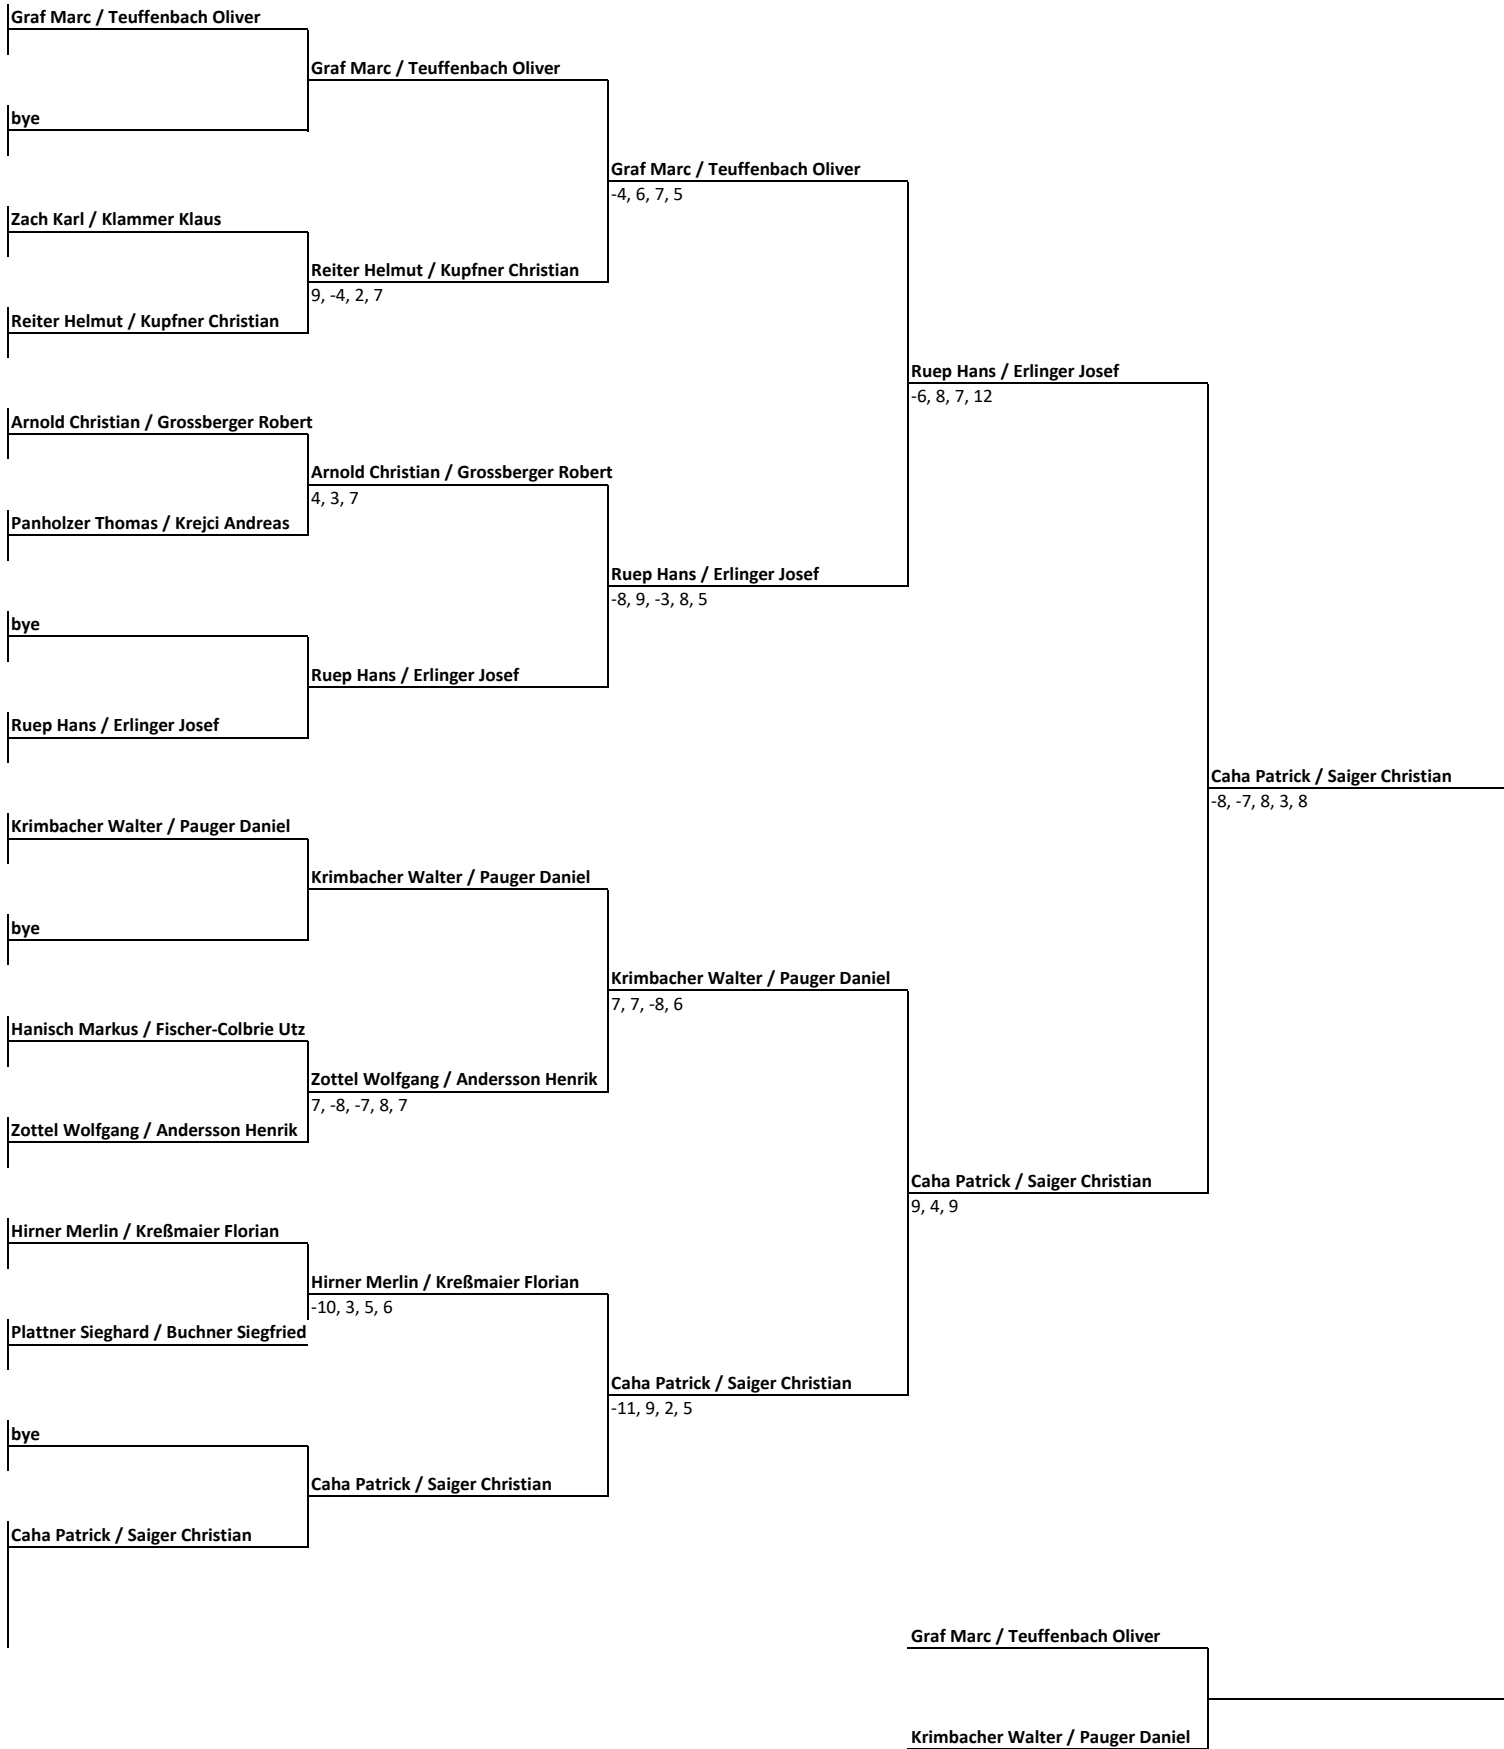 Graf Marc / Teuffenbach Oliver
Graf Marc / Teuffenbach Oliver
bye
Graf Marc / Teuffenbach Oliver
-4, 6, 7, 5
Zach Karl / Klammer Klaus
Reiter Helmut / Kupfner Christian
9, -4, 2, 7
Reiter Helmut / Kupfner Christian
Ruep Hans / Erlinger Josef
-6, 8, 7, 12
Arnold Christian / Grossberger Robert
Arnold Christian / Grossberger Robert
4, 3, 7
Panholzer Thomas / Krejci Andreas
Ruep Hans / Erlinger Josef
-8, 9, -3, 8, 5
bye
Ruep Hans / Erlinger Josef
Ruep Hans / Erlinger Josef
Caha Patrick / Saiger Christian
-8, -7, 8, 3, 8
Krimbacher Walter / Pauger Daniel
Krimbacher Walter / Pauger Daniel
bye
Krimbacher Walter / Pauger Daniel
7, 7, -8, 6
Hanisch Markus / Fischer-Colbrie Utz
Zottel Wolfgang / Andersson Henrik
7, -8, -7, 8, 7
Zottel Wolfgang / Andersson Henrik
Caha Patrick / Saiger Christian
9, 4, 9
Hirner Merlin / Kreßmaier Florian
Hirner Merlin / Kreßmaier Florian
-10, 3, 5, 6
Plattner Sieghard / Buchner Siegfried
Caha Patrick / Saiger Christian
-11, 9, 2, 5
bye
Caha Patrick / Saiger Christian
Caha Patrick / Saiger Christian
Graf Marc / Teuffenbach Oliver
Krimbacher Walter / Pauger Daniel